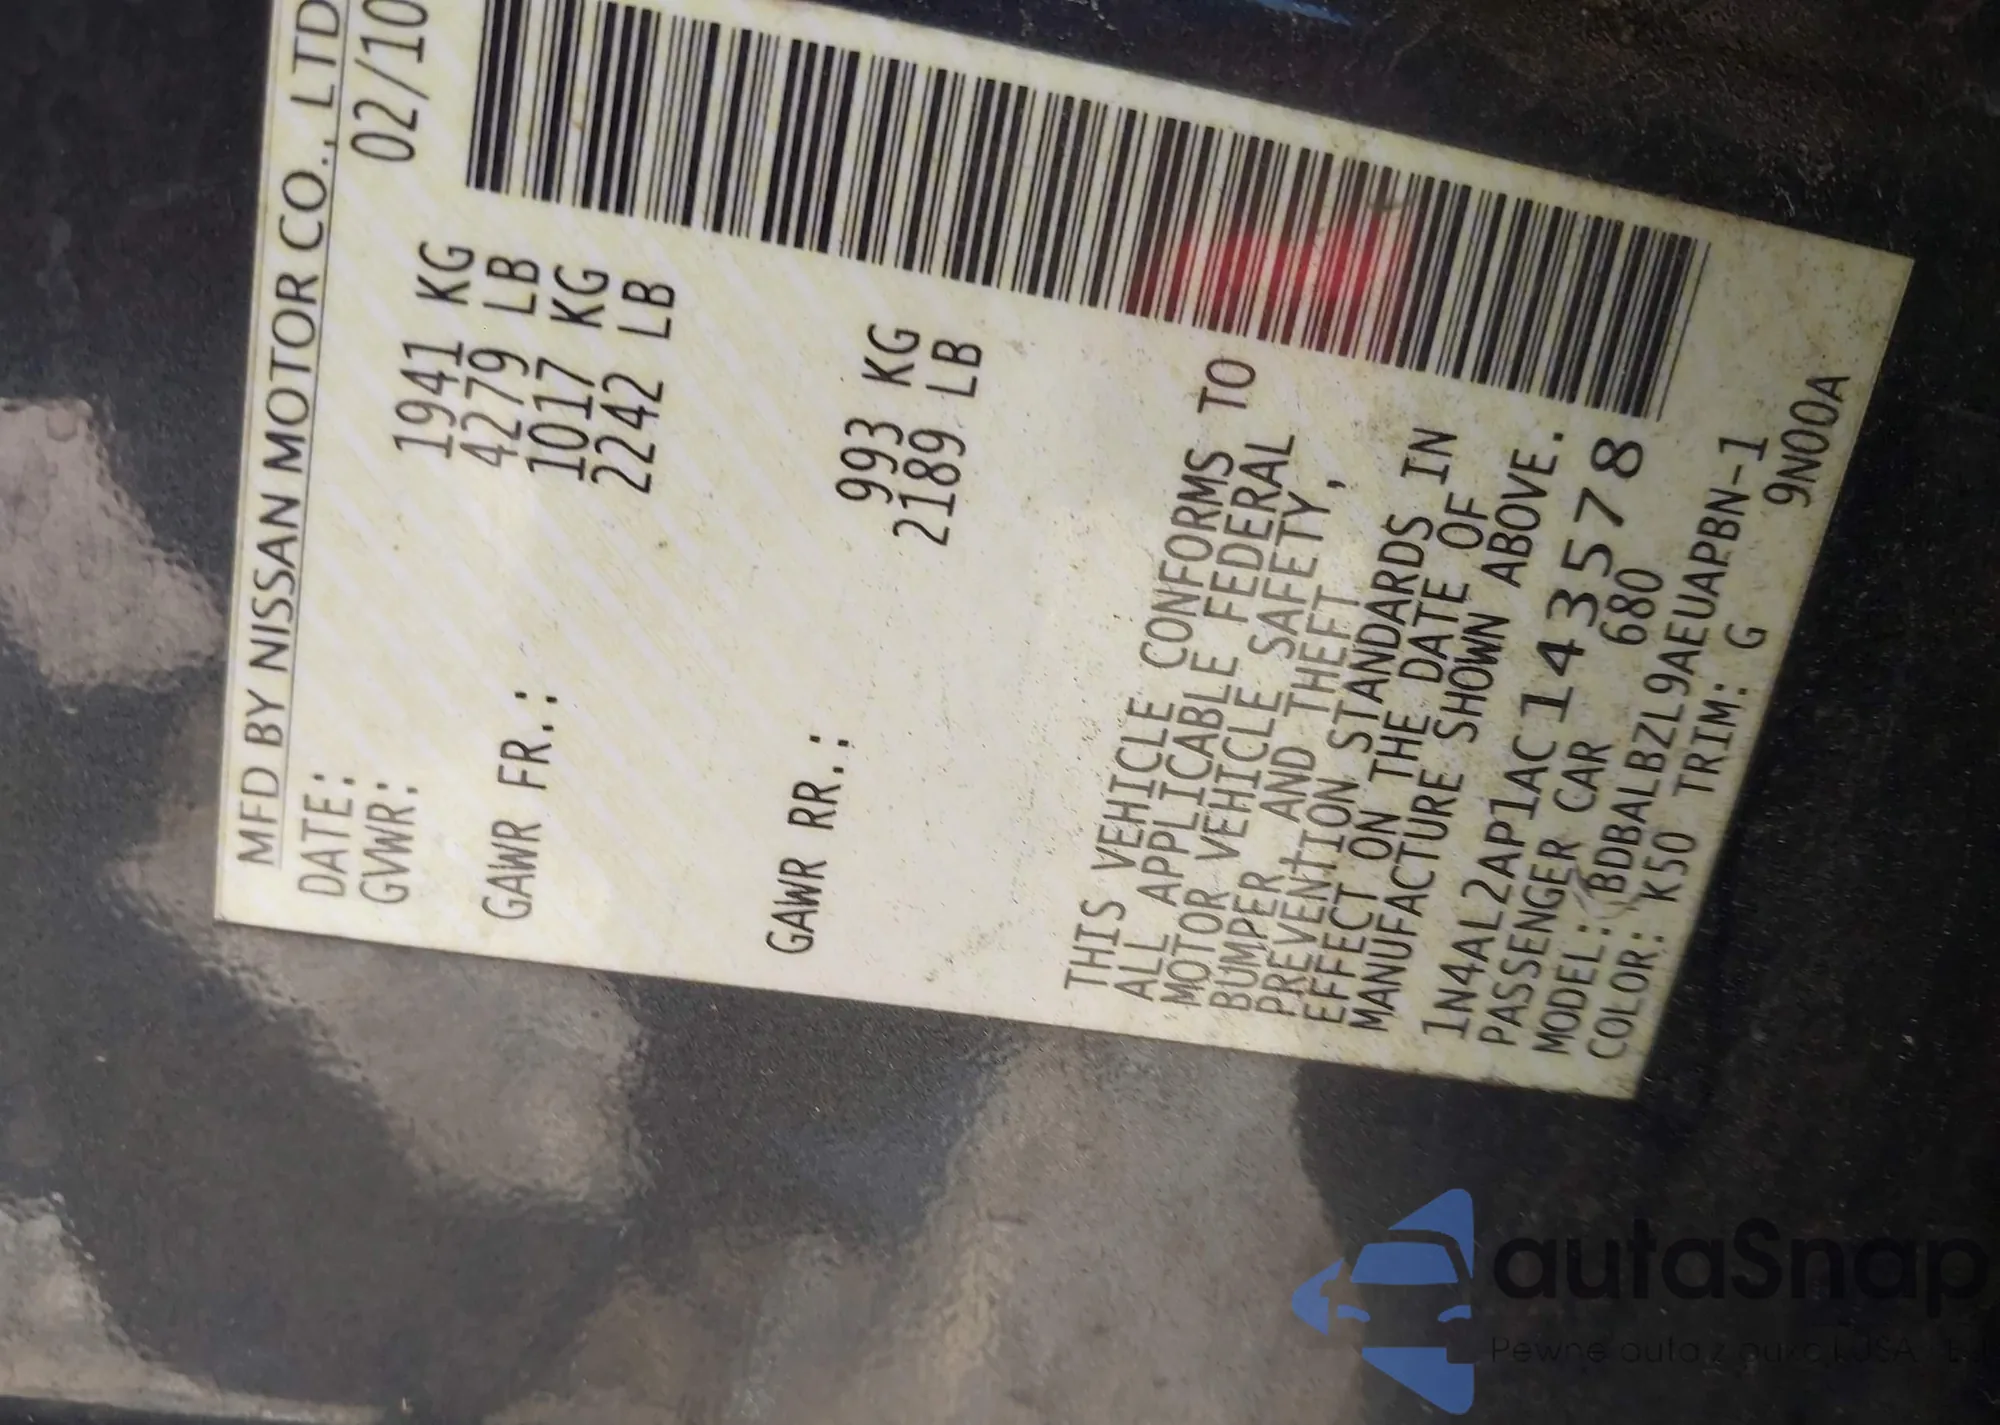 MFD BY NISSAN MOTOR CO., LTD
DATE: 02/10
GVWR: 1941 KG
4279 LB
GAWR FR.: 1017 KG
2242 LB
GAWR RR.: 993 KG
2189 LB
THIS VEHICLE CONFORMS TO
ALL APPLICABLE FEDERAL
MOTOR VEHICLE SAFETY,
BUMPER, AND THEFT
PREVENTION STANDARDS IN
EFFECT ON THE DATE OF
MANUFACTURE SHOWN ABOVE.
1N4AL2AP1AC143578
PASSENGER CAR 680
MODEL: BDBALBZL9AEUAPBN-1
COLOR: K50 TRIM: G 9N00A
autaSnap
Pewne auta z